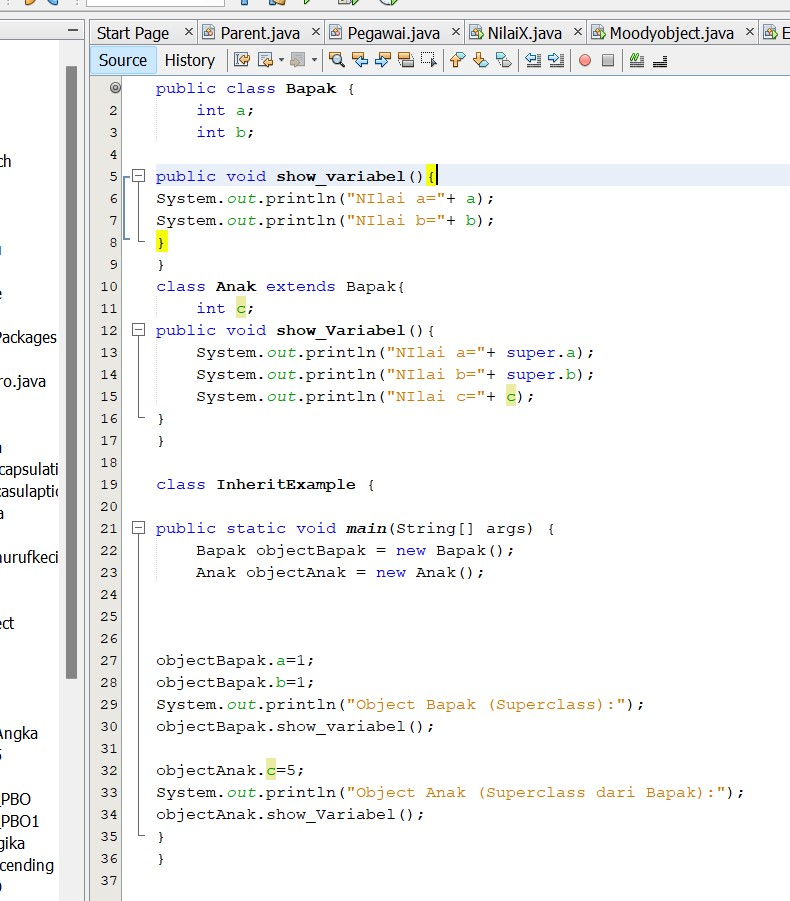 Start Page × Parent.java × Pegawai.java × NilaiX.java × Moodyobject.java × E
Source History
ch
e
Packages
ro.java
a
capsulati
casulaptio
a
hurufkeci
ect
Angka
5
_PBO
_PBO1
gika
cending
public class Bapak {
2 int a;
3 int b;
4
5 public void show_variabel(){
6 System.out.println("NIlai a="+ a);
7 System.out.println("NIlai b="+ b);
8 }
9 }
10 class Anak extends Bapak{
11 int c;
12 public void show_Variabel(){
13 System.out.println("NIlai a="+ super.a);
14 System.out.println("NIlai b="+ super.b);
15 System.out.println("NIlai c="+ c);
16 }
17 }
18
19 class InheritExample {
20
21 public static void main(String[] args) {
22 Bapak objectBapak = new Bapak();
23 Anak objectAnak = new Anak();
24
25
26
27 objectBapak.a=1;
28 objectBapak.b=1;
29 System.out.println("Object Bapak (Superclass):");
30 objectBapak.show_variabel();
31
32 objectAnak.c=5;
33 System.out.println("Object Anak (Superclass dari Bapak):");
34 objectAnak.show_Variabel();
35 }
36 }
37